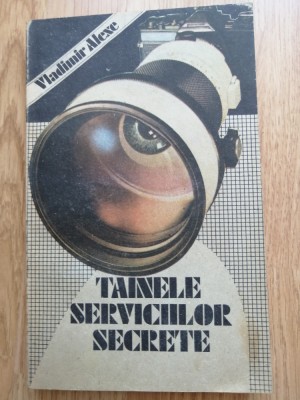 Vladimir Alexe
TAINELE
SERVICIILOR
SECRETE